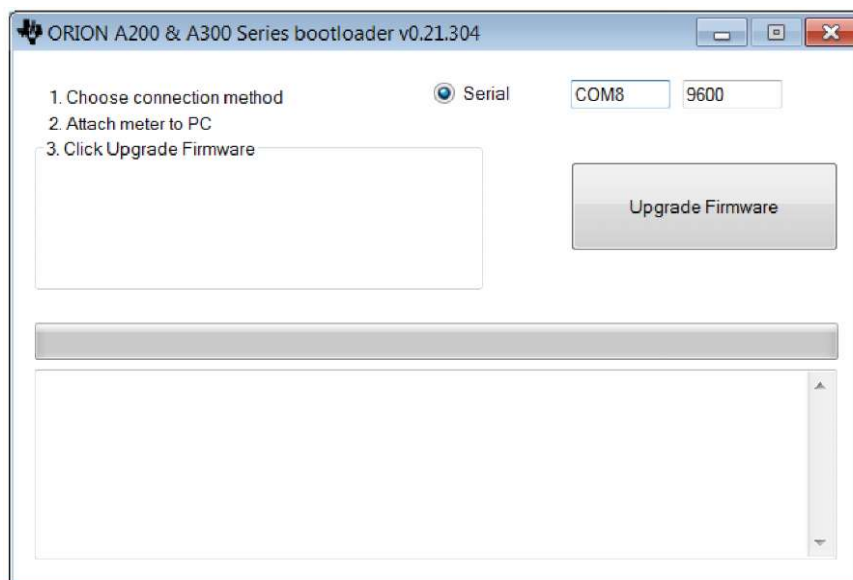 ORION A200 & A300 Series bootloader v0.21.304
1. Choose connection method
Serial
COM8
9600
2. Attach meter to PC
3. Click Upgrade Firmware
Upgrade Firmware